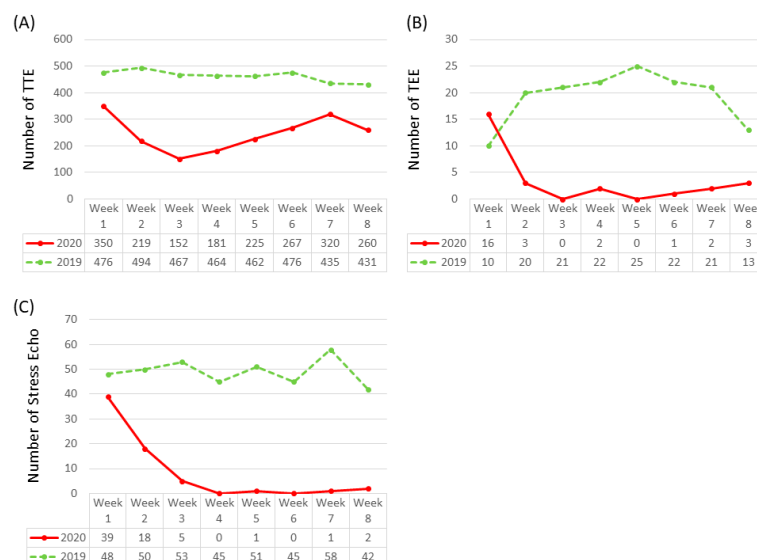 (A)
Number of TTE
600
500
400
300
200
100
0
Week 1 Week 2 Week 3 Week 4 Week 5 Week 6 Week 7 Week 8
2020 350 219 152 181 225 267 320 260
2019 476 494 467 464 462 476 435 431
(B)
Number of TEE
30
25
20
15
10
5
0
Week 1 Week 2 Week 3 Week 4 Week 5 Week 6 Week 7 Week 8
2020 16 3 0 2 0 1 2 3
2019 10 20 21 22 25 22 21 13
(C)
Number of Stress Echo
70
60
50
40
30
20
10
0
Week 1 Week 2 Week 3 Week 4 Week 5 Week 6 Week 7 Week 8
2020 39 18 5 0 1 0 1 2
2019 48 50 53 45 51 45 58 42